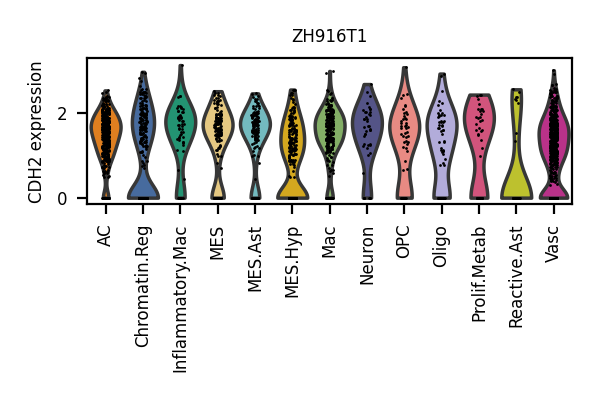 ZH916T1
CDH2 expression
2
0
AC
Chromatin.Reg
Inflammatory.Mac
MES
MES.Ast
MES.Hyp
Mac
Neuron
OPC
Oligo
Prolif.Metab
Reactive.Ast
Vasc